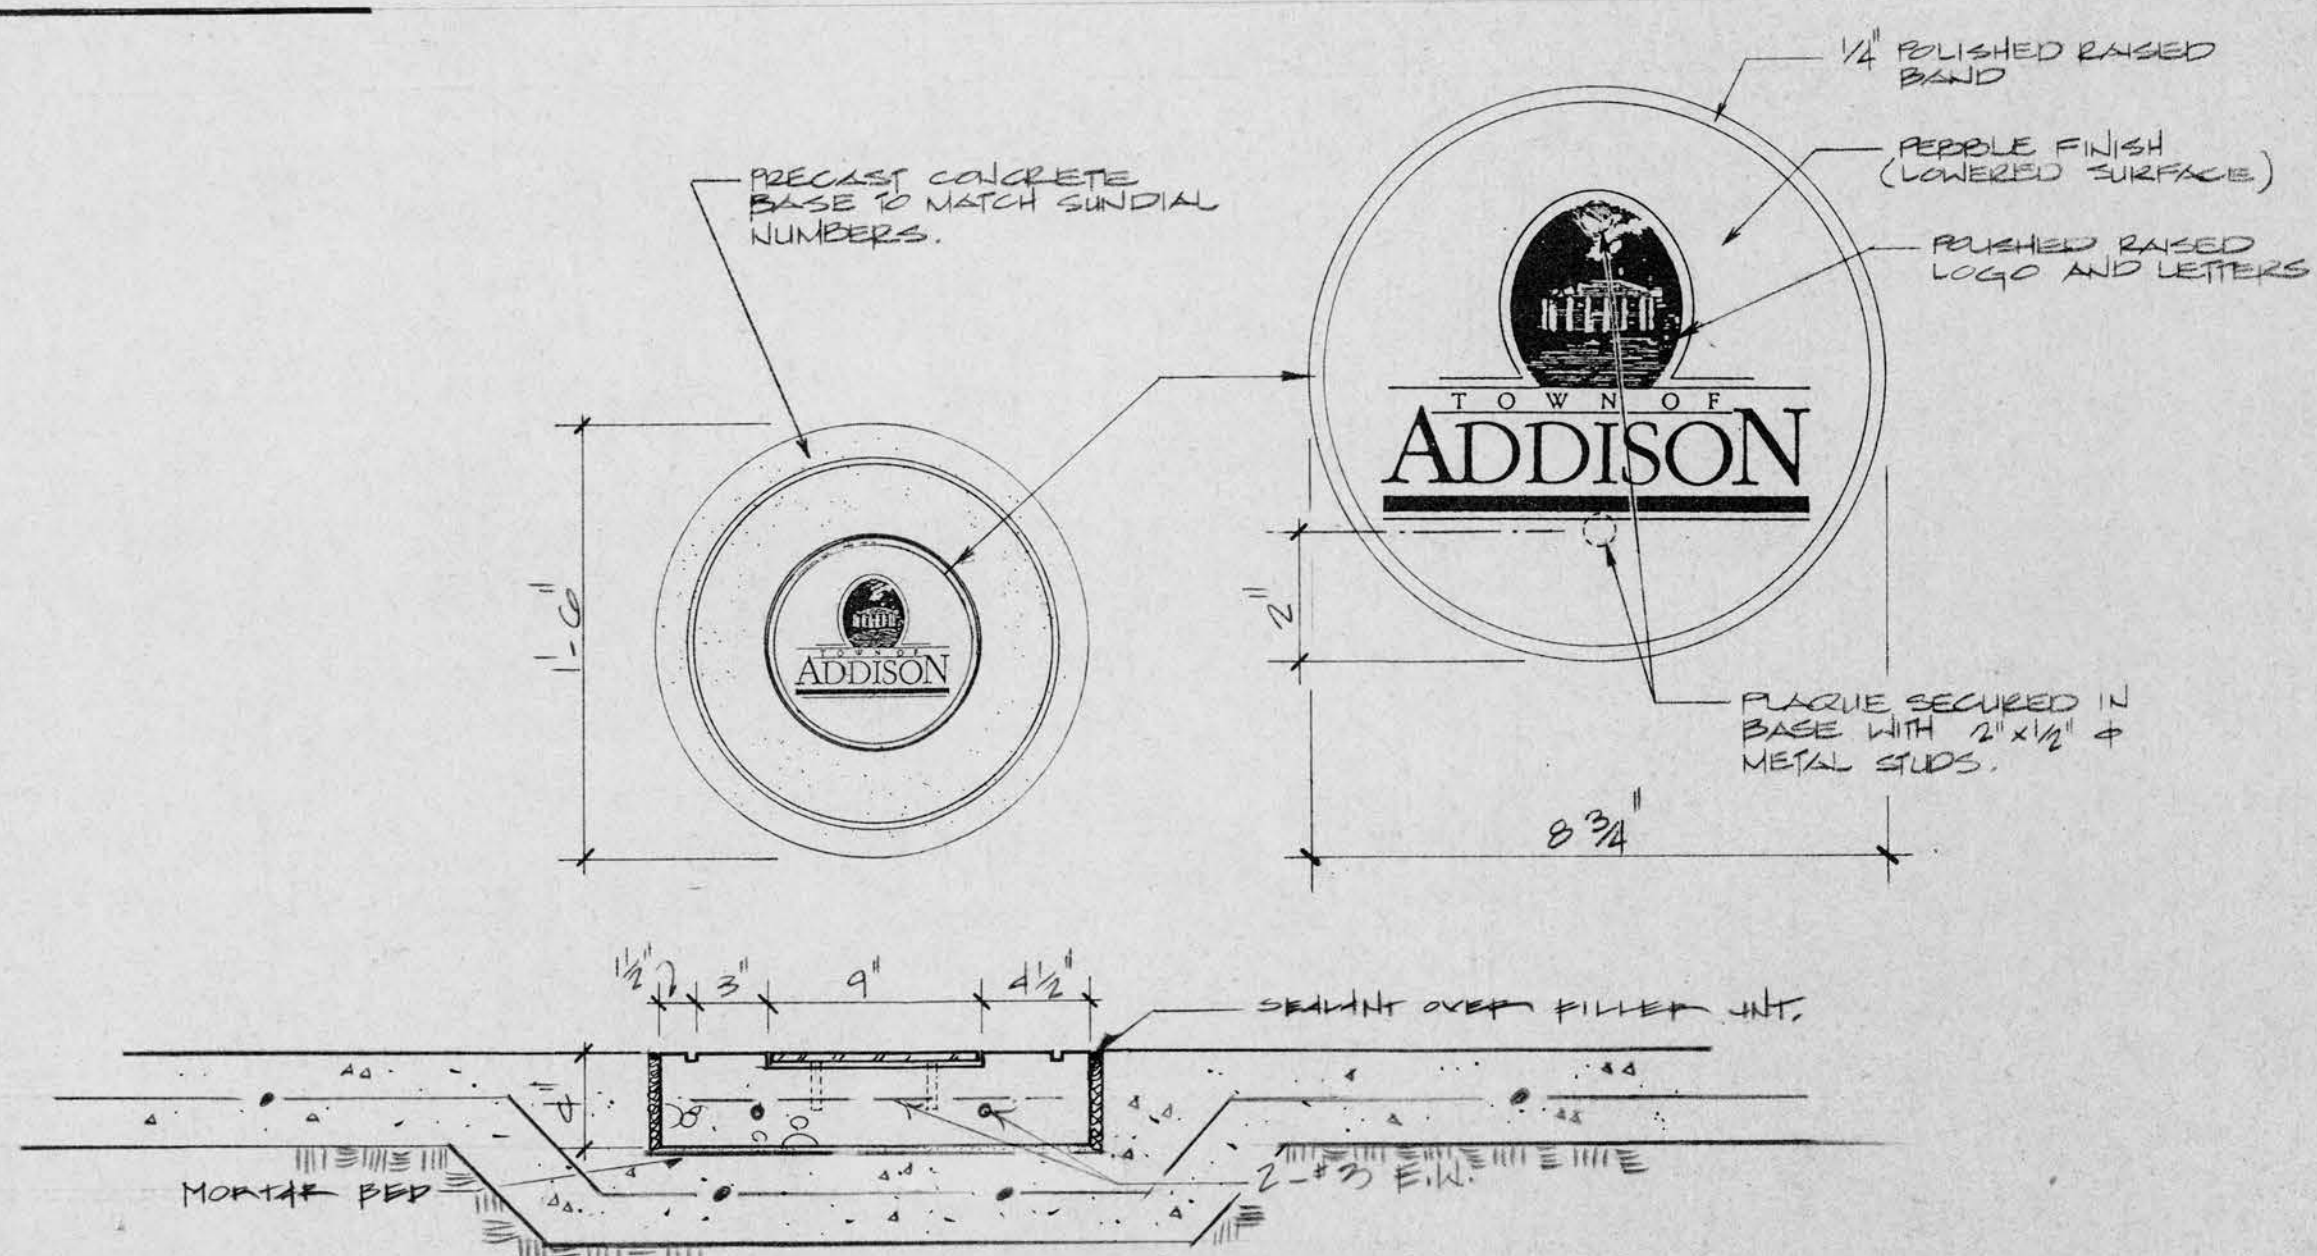 1/4" POLISHED RAISED
BAND
PEBBLE FINISH
(LOWERED SURFACE)
POLISHED RAISED
LOGO AND LETTERS
PRECAST CONCRETE
BASE TO MATCH SUNDIAL
NUMBERS.
TOWN OF
ADDISON
1'-6"
TOWN OF
ADDISON
2"
PLAQUE SECURED IN
BASE WITH 2"x1/2" ϕ
METAL STUDS.
8 3/4"
1 1/2" 3" 9" 4 1/2"
SEALANT OVER FILLER JNT.
4"
MORTAR BED
2-#3 E.W.